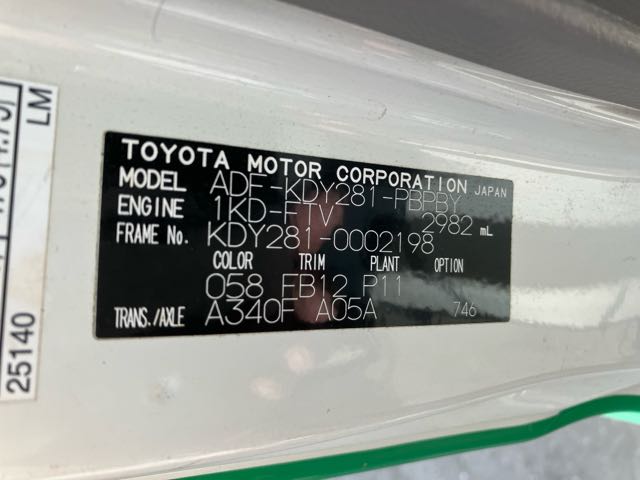 TOYOTA MOTOR CORPORATION JAPAN
MODEL ADF-KDY281-PBPBY
ENGINE 1KD-FTV 2982 mL
FRAME No. KDY281-0002198
COLOR TRIM PLANT OPTION
058 FB12 P11
TRANS./AXLE A340F A05A 746
25140
LM